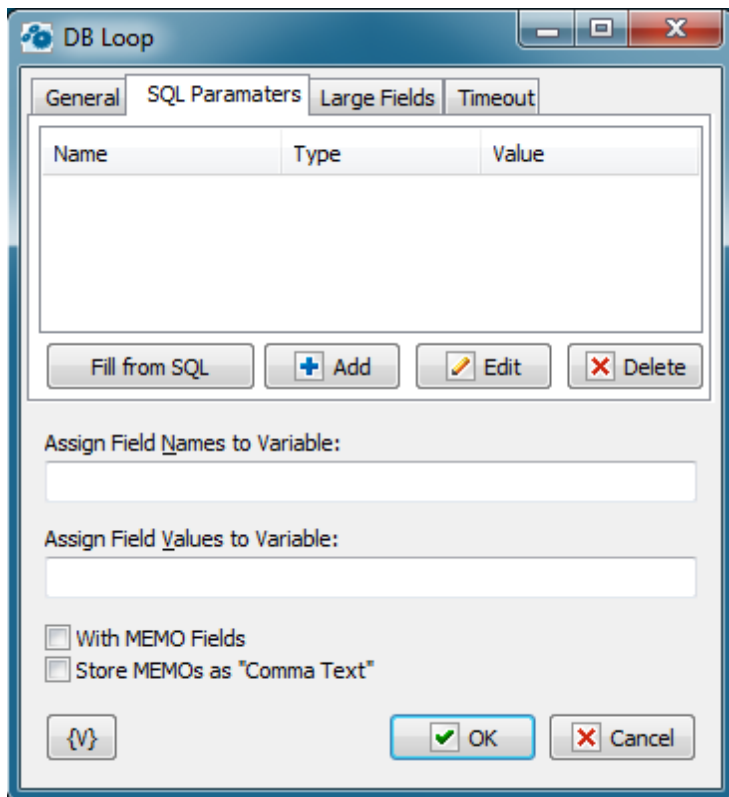 DB Loop
General SQL Paramaters Large Fields Timeout
Name Type Value
Fill from SQL Add Edit Delete
Assign Field Names to Variable:
Assign Field Values to Variable:
With MEMO Fields
Store MEMOs as "Comma Text"
{V} OK Cancel